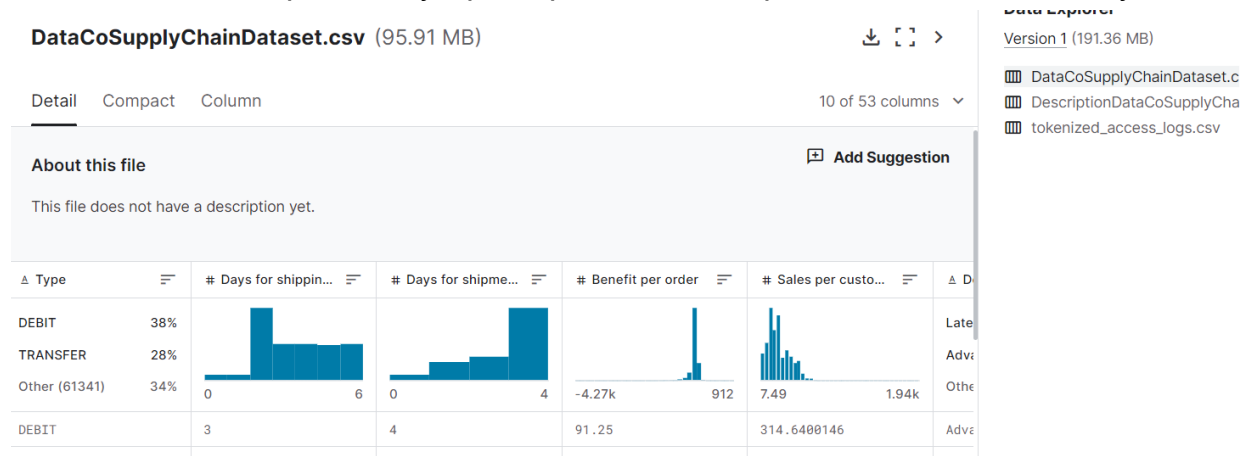 Data Explorer
DataCoSupplyChainDataset.csv (95.91 MB)
Version 1 (191.36 MB)
DataCoSupplyChainDataset.c
DescriptionDataCoSupplyCha
tokenized_access_logs.csv
Detail Compact Column
10 of 53 columns
About this file
Add Suggestion
This file does not have a description yet.
A Type
# Days for shippin...
# Days for shipme...
# Benefit per order
# Sales per custo...
A D
DEBIT 38%
TRANSFER 28%
Other (61341) 34%
0 6
0 4
-4.27k 912
7.49 1.94k
Late
Adva
Othe
DEBIT 3 4 91.25 314.6400146 Adva